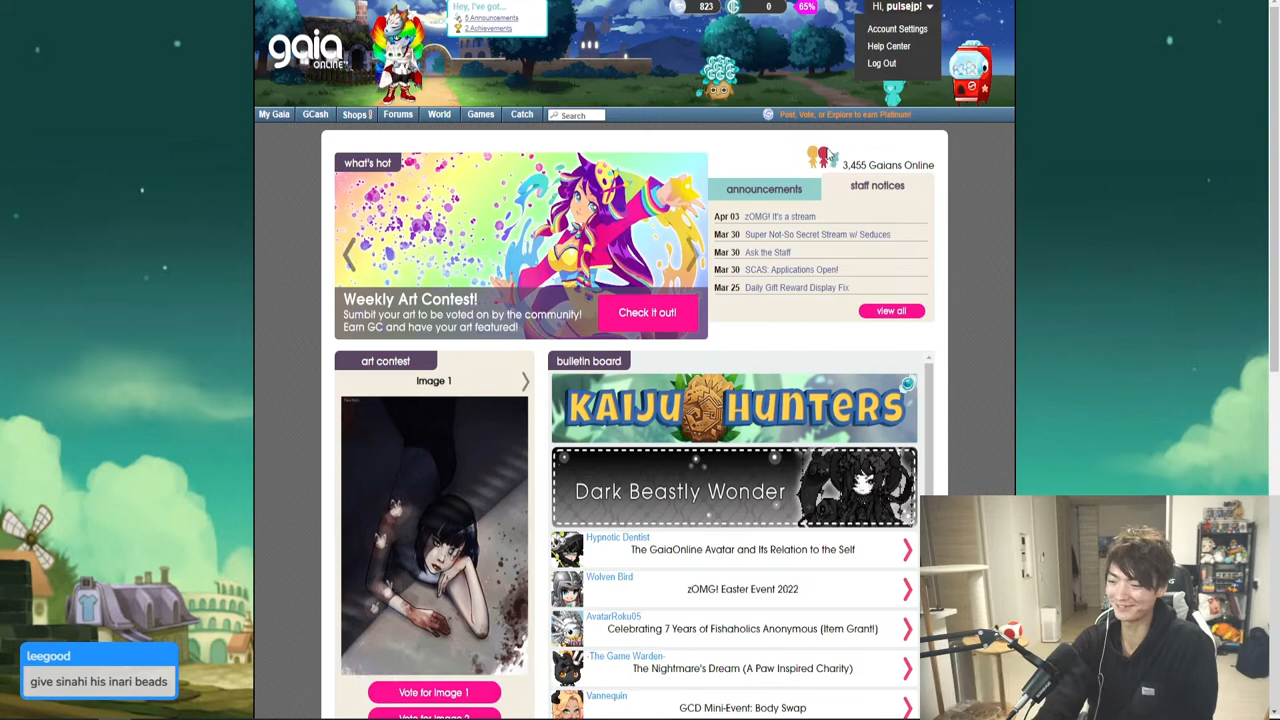 Hey, I've got...
5 Announcements
2 Achievements
823
0
65%
Hi, pulsejp!
Account Settings
Help Center
Log Out
gaia
ONLINE
My Gaia
GCash
Shops
Forums
World
Games
Catch
Search
Post, Vote, or Explore to earn Platinum!
what's hot
3,455 Gaians Online
announcements
staff notices
Apr 03 zOMG! It's a stream
Mar 30 Super Not-So Secret Stream w/ Seduces
Mar 30 Ask the Staff
Mar 30 SCAS: Applications Open!
Mar 25 Daily Gift Reward Display Fix
view all
Weekly Art Contest!
Sumbit your art to be voted on by the community!
Earn GC and have your art featured!
Check it out!
art contest
Image 1
Vote for Image 1
Vote for Image 2
bulletin board
KAIJU HUNTERS
Dark Beastly Wonder
Hypnotic Dentist
The GaiaOnline Avatar and Its Relation to the Self
Wolven Bird
zOMG! Easter Event 2022
AvatarRoku05
Celebrating 7 Years of Fishaholics Anonymous (Item Grant!)
-The Game Warden-
The Nightmare's Dream (A Paw Inspired Charity)
Vannequin
GCD Mini-Event: Body Swap
leegood
give sinahi his inari beads